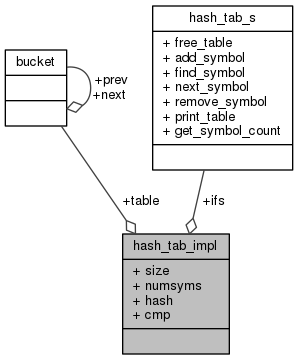 hash_tab_s
+ free_table
+ add_symbol
+ find_symbol
+ next_symbol
+ remove_symbol
+ print_table
+ get_symbol_count
bucket
+prev
+next
+table
+ifs
hash_tab_impl
+ size
+ numsyms
+ hash
+ cmp